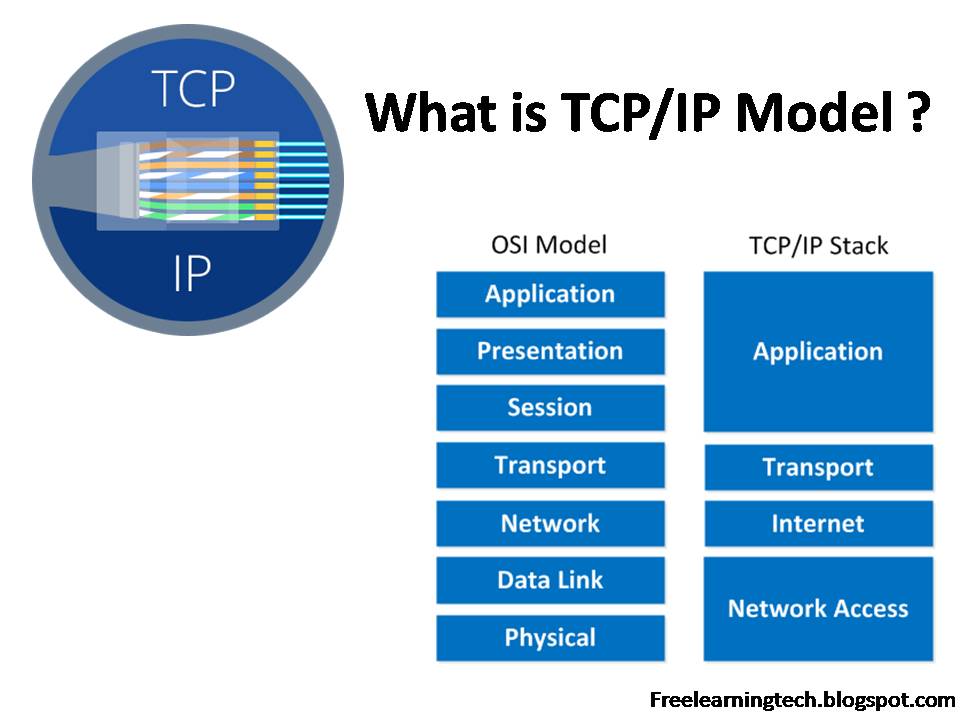 TCP
IP
What is TCP/IP Model ?
OSI Model
Application
Presentation
Session
Transport
Network
Data Link
Physical
TCP/IP Stack
Application
Transport
Internet
Network Access
Freelearningtech.blogspot.com